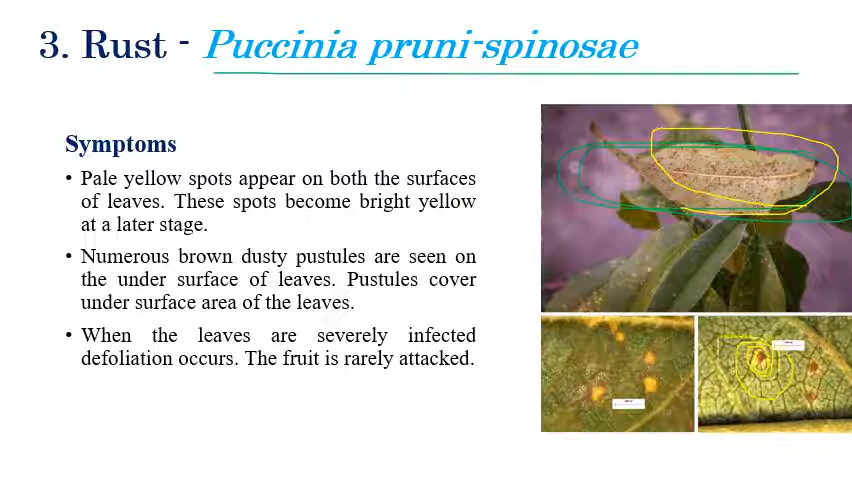 3. Rust - Puccinia pruni-spinosae
Symptoms
• Pale yellow spots appear on both the surfaces
of leaves. These spots become bright yellow
at a later stage.
• Numerous brown dusty pustules are seen on
the under surface of leaves. Pustules cover
under surface area of the leaves.
• When the leaves are severely infected
defoliation occurs. The fruit is rarely attacked.